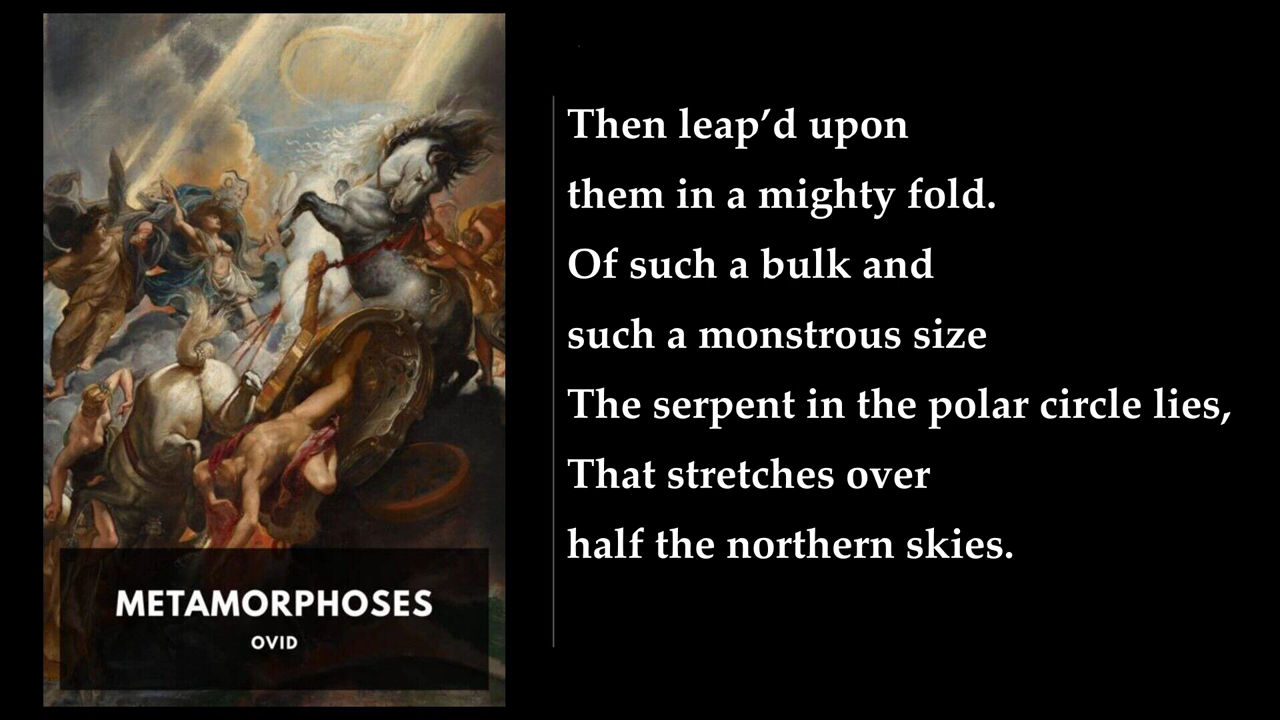 METAMORPHOSES
OVID
Then leap’d upon
them in a mighty fold.
Of such a bulk and
such a monstrous size
The serpent in the polar circle lies,
That stretches over
half the northern skies.